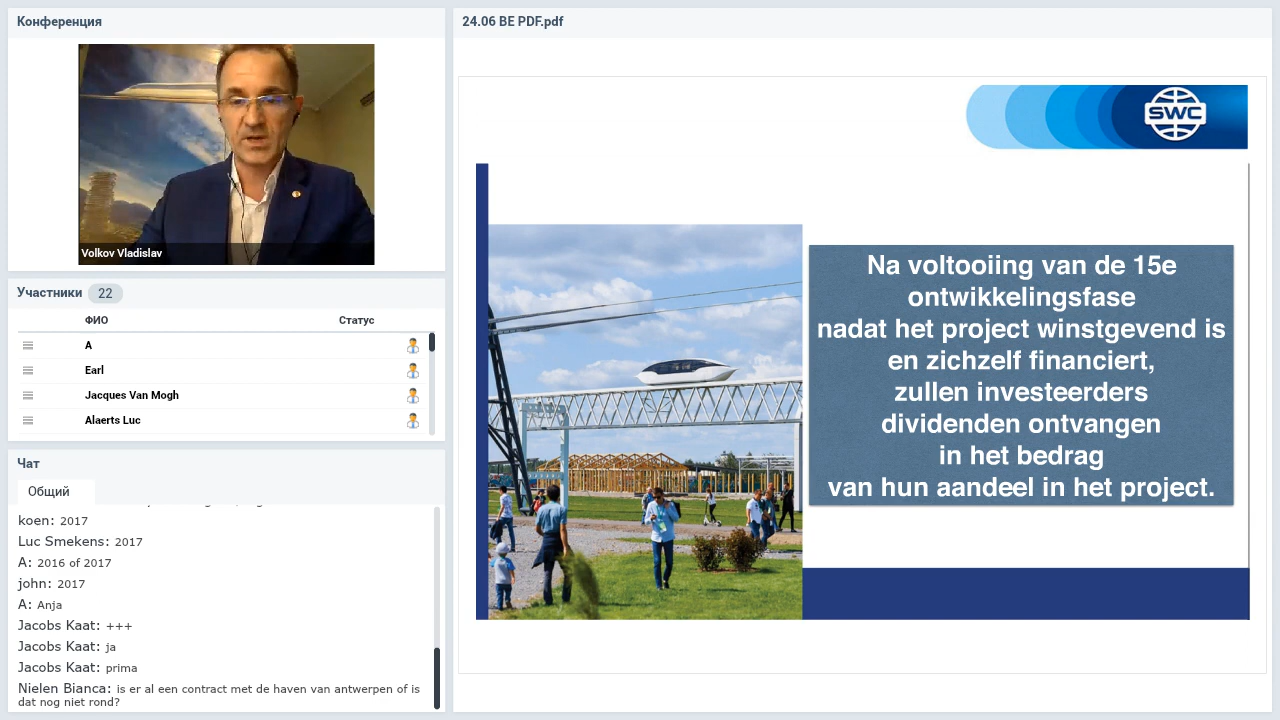 Конференция
Volkov Vladislav
Участники 22
ФИО Статус
A
Earl
Jacques Van Mogh
Alaerts Luc
Чат
Общий
koen: 2017
Luc Smekens: 2017
A: 2016 of 2017
john: 2017
A: Anja
Jacobs Kaat: +++
Jacobs Kaat: ja
Jacobs Kaat: prima
Nielen Bianca: is er al een contract met de haven van antwerpen of is
dat nog niet rond?
24.06 BE PDF.pdf
SWC
Na voltooiing van de 15e
ontwikkelingsfase
nadat het project winstgevend is
en zichzelf financiert,
zullen investeerders
dividenden ontvangen
in het bedrag
van hun aandeel in het project.